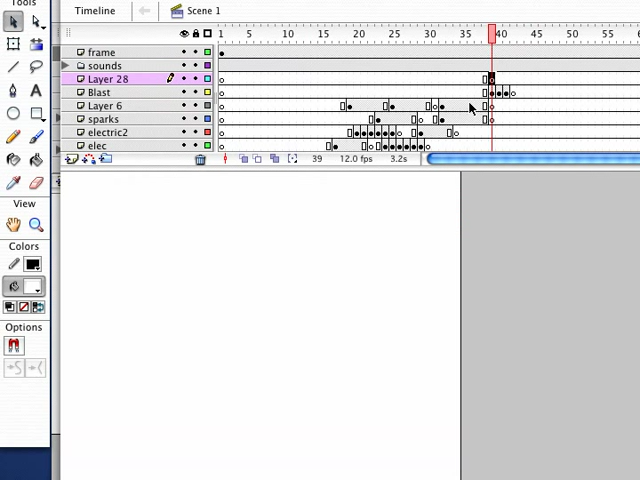 Tools
Timeline
Scene 1
1 5 10 15 20 25 30 35 40 45 50 55 6
frame
sounds
Layer 28
Blast
Layer 6
sparks
electric2
elec
39 12.0 fps 3.2s
A
View
Colors
Options